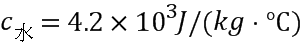 c水 = 4.2 × 10³J/(kg · °C)